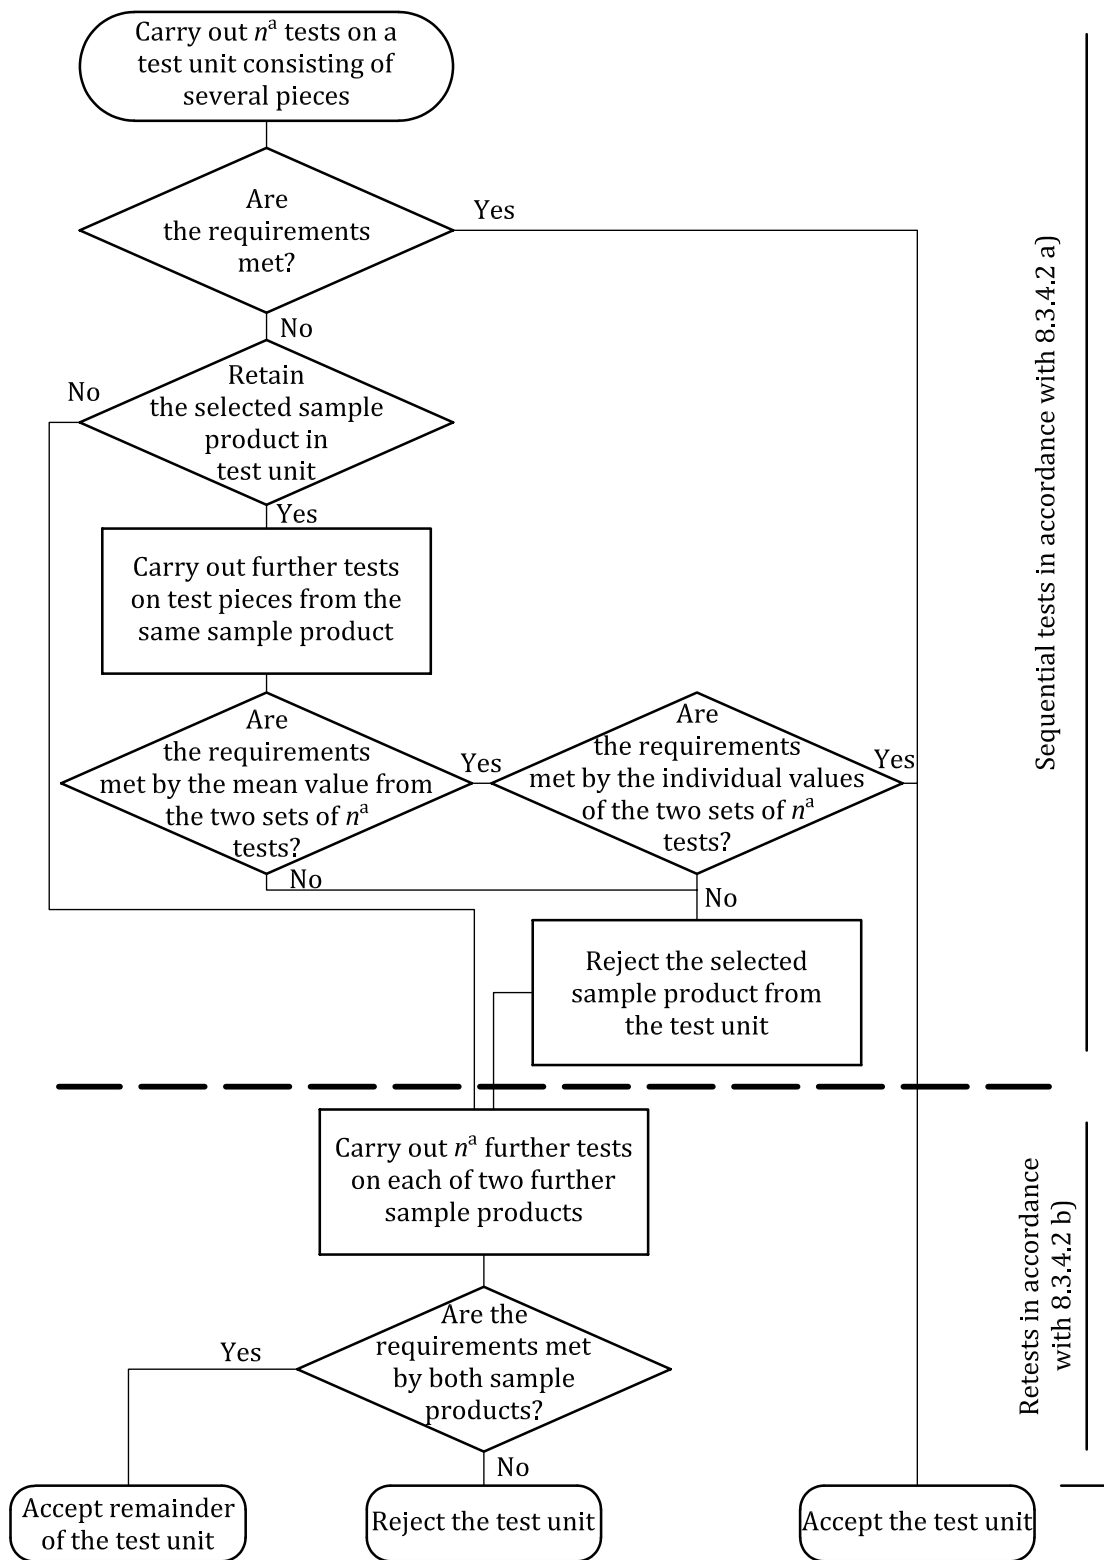 Carry out nᵃ tests on a
test unit consisting of
several pieces
Are
the requirements
met?
Yes
No
Retain
the selected sample
product in
test unit
No
Yes
Carry out further tests
on test pieces from the
same sample product
Are
the requirements
met by the mean value from
the two sets of nᵃ
tests?
Yes
No
Are
the requirements
met by the individual values
of the two sets of nᵃ
tests?
Yes
No
Reject the selected
sample product from
the test unit
Sequential tests in accordance with 8.3.4.2 a)
Carry out nᵃ further tests
on each of two further
sample products
Are the
requirements met
by both sample
products?
Yes
No
Retests in accordance
with 8.3.4.2 b)
Accept remainder
of the test unit
Reject the test unit
Accept the test unit